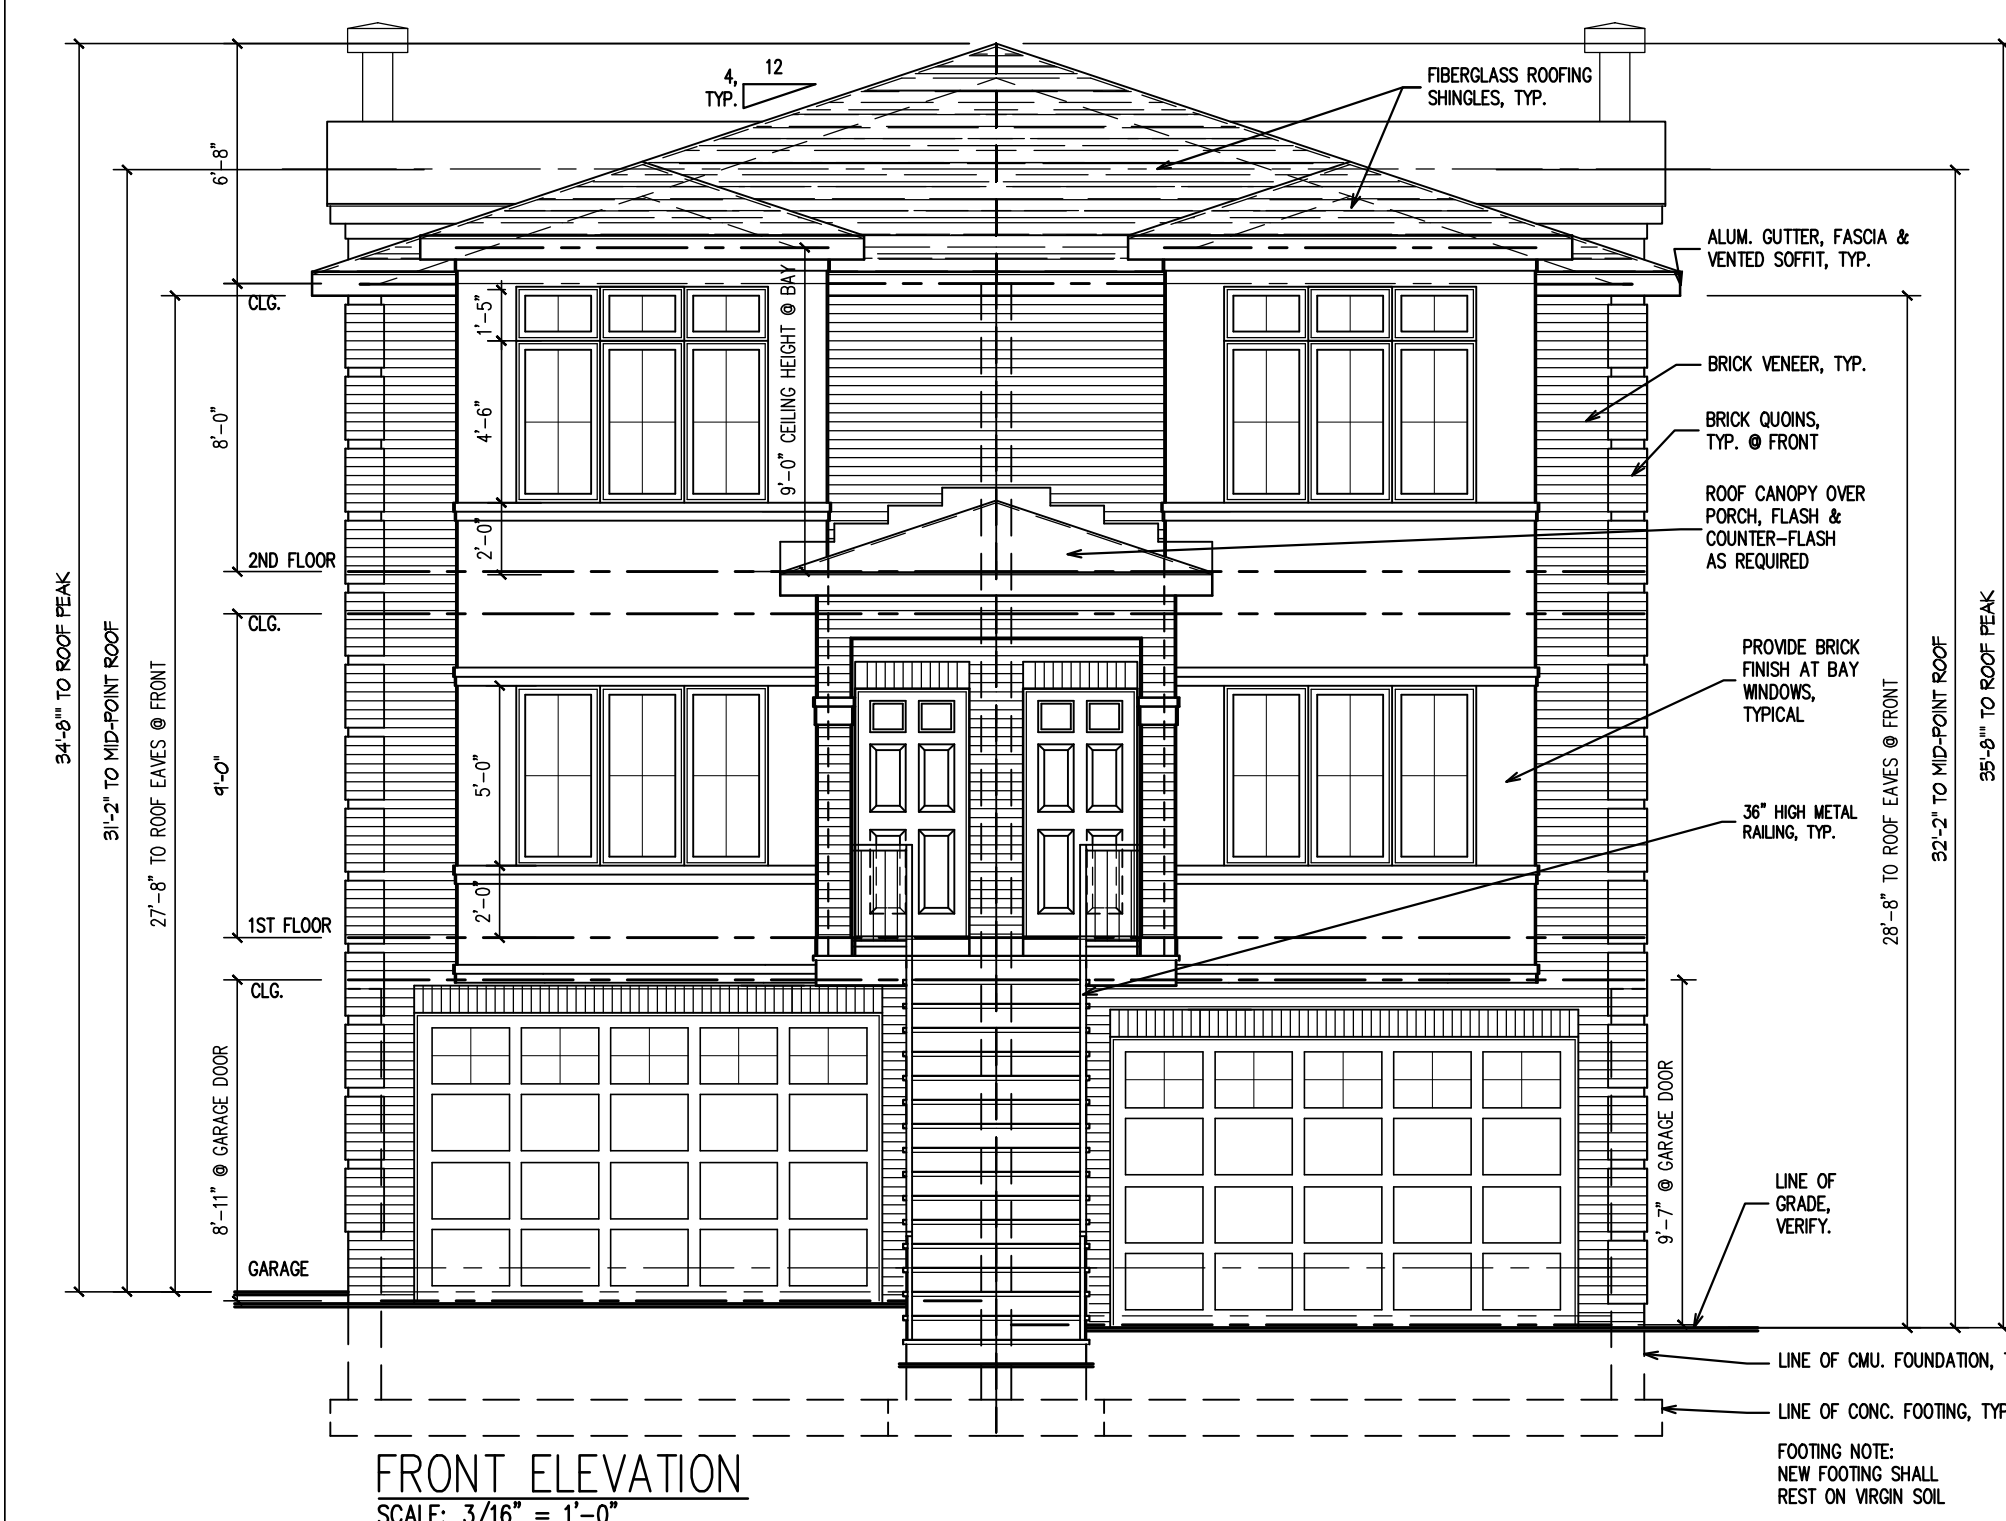 12
4,
TYP.
FIBERGLASS ROOFING
SHINGLES, TYP.
6'-8"
ALUM. GUTTER, FASCIA &
VENTED SOFFIT, TYP.
CLG.
1'-5"
9'-0" CEILING HEIGHT @ BAY
BRICK VENEER, TYP.
8'-0"
4'-6"
BRICK QUOINS,
TYP. @ FRONT
ROOF CANOPY OVER
PORCH, FLASH &
COUNTER-FLASH
AS REQUIRED
2'-0"
2ND FLOOR
CLG.
34'-8"" TO ROOF PEAK
31'-2" TO MID-POINT ROOF
27'-8" TO ROOF EAVES @ FRONT
PROVIDE BRICK
FINISH AT BAY
WINDOWS,
TYPICAL
28'-8" TO ROOF EAVES @ FRONT
32'-2" TO MID-POINT ROOF
35'-8"" TO ROOF PEAK
9'-0"
5'-0"
36" HIGH METAL
RAILING, TYP.
2'-0"
1ST FLOOR
CLG.
8'-11" @ GARAGE DOOR
9'-7" @ GARAGE DOOR
LINE OF
GRADE,
VERIFY.
GARAGE
LINE OF CMU. FOUNDATION,
LINE OF CONC. FOOTING, TYP
FOOTING NOTE:
NEW FOOTING SHALL
REST ON VIRGIN SOIL
FRONT ELEVATION
SCALE: 3/16" = 1'-0"